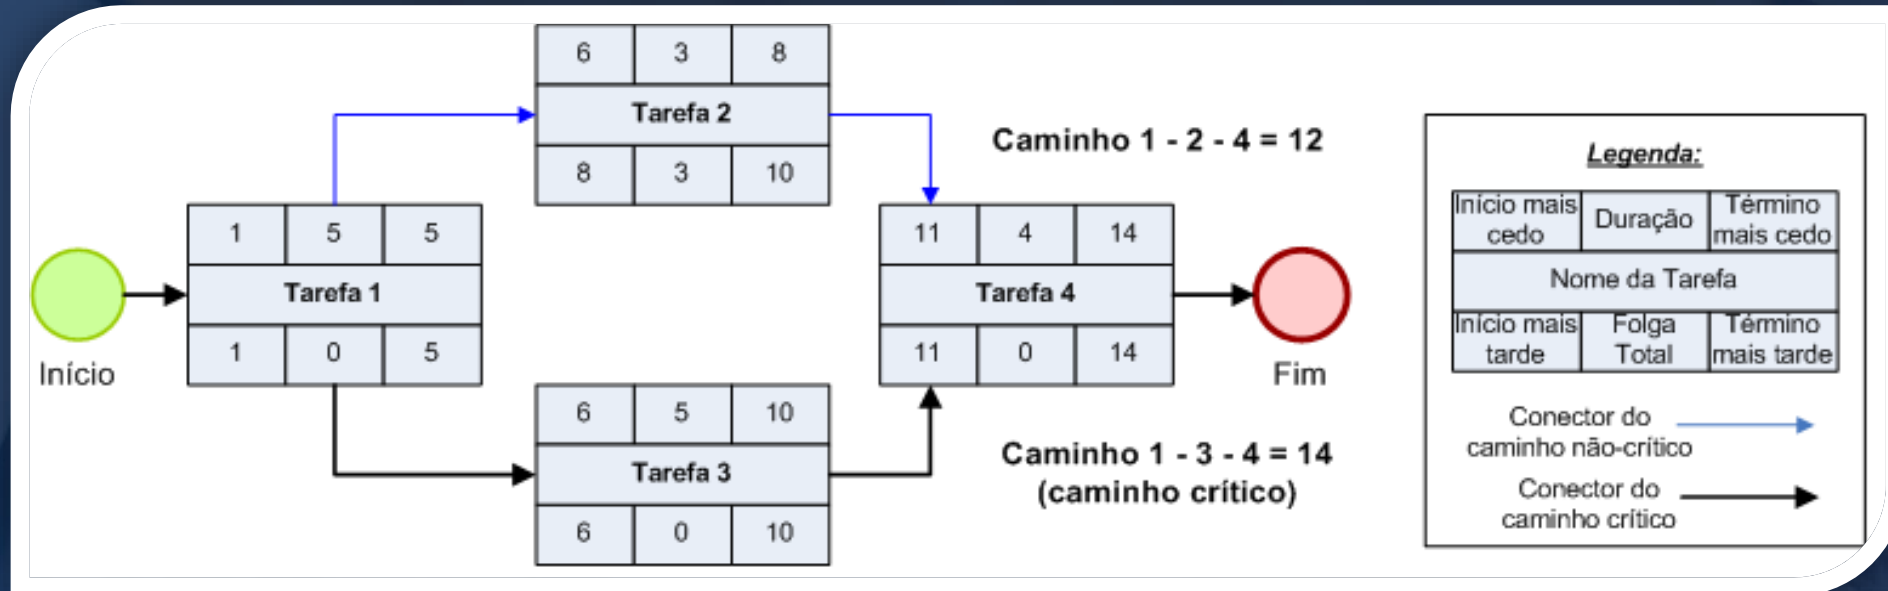 6 3 8
Tarefa 2
8 3 10
Caminho 1 - 2 - 4 = 12
1 5 5
Tarefa 1
1 0 5
Início
11 4 14
Tarefa 4
11 0 14
Fim
6 5 10
Tarefa 3
6 0 10
Caminho 1 - 3 - 4 = 14
(caminho crítico)
Legenda:
Início mais
cedo
Duração
Término
mais cedo
Nome da Tarefa
Início mais
tarde
Folga
Total
Término
mais tarde
Conector do
caminho não-crítico
Conector do
caminho crítico